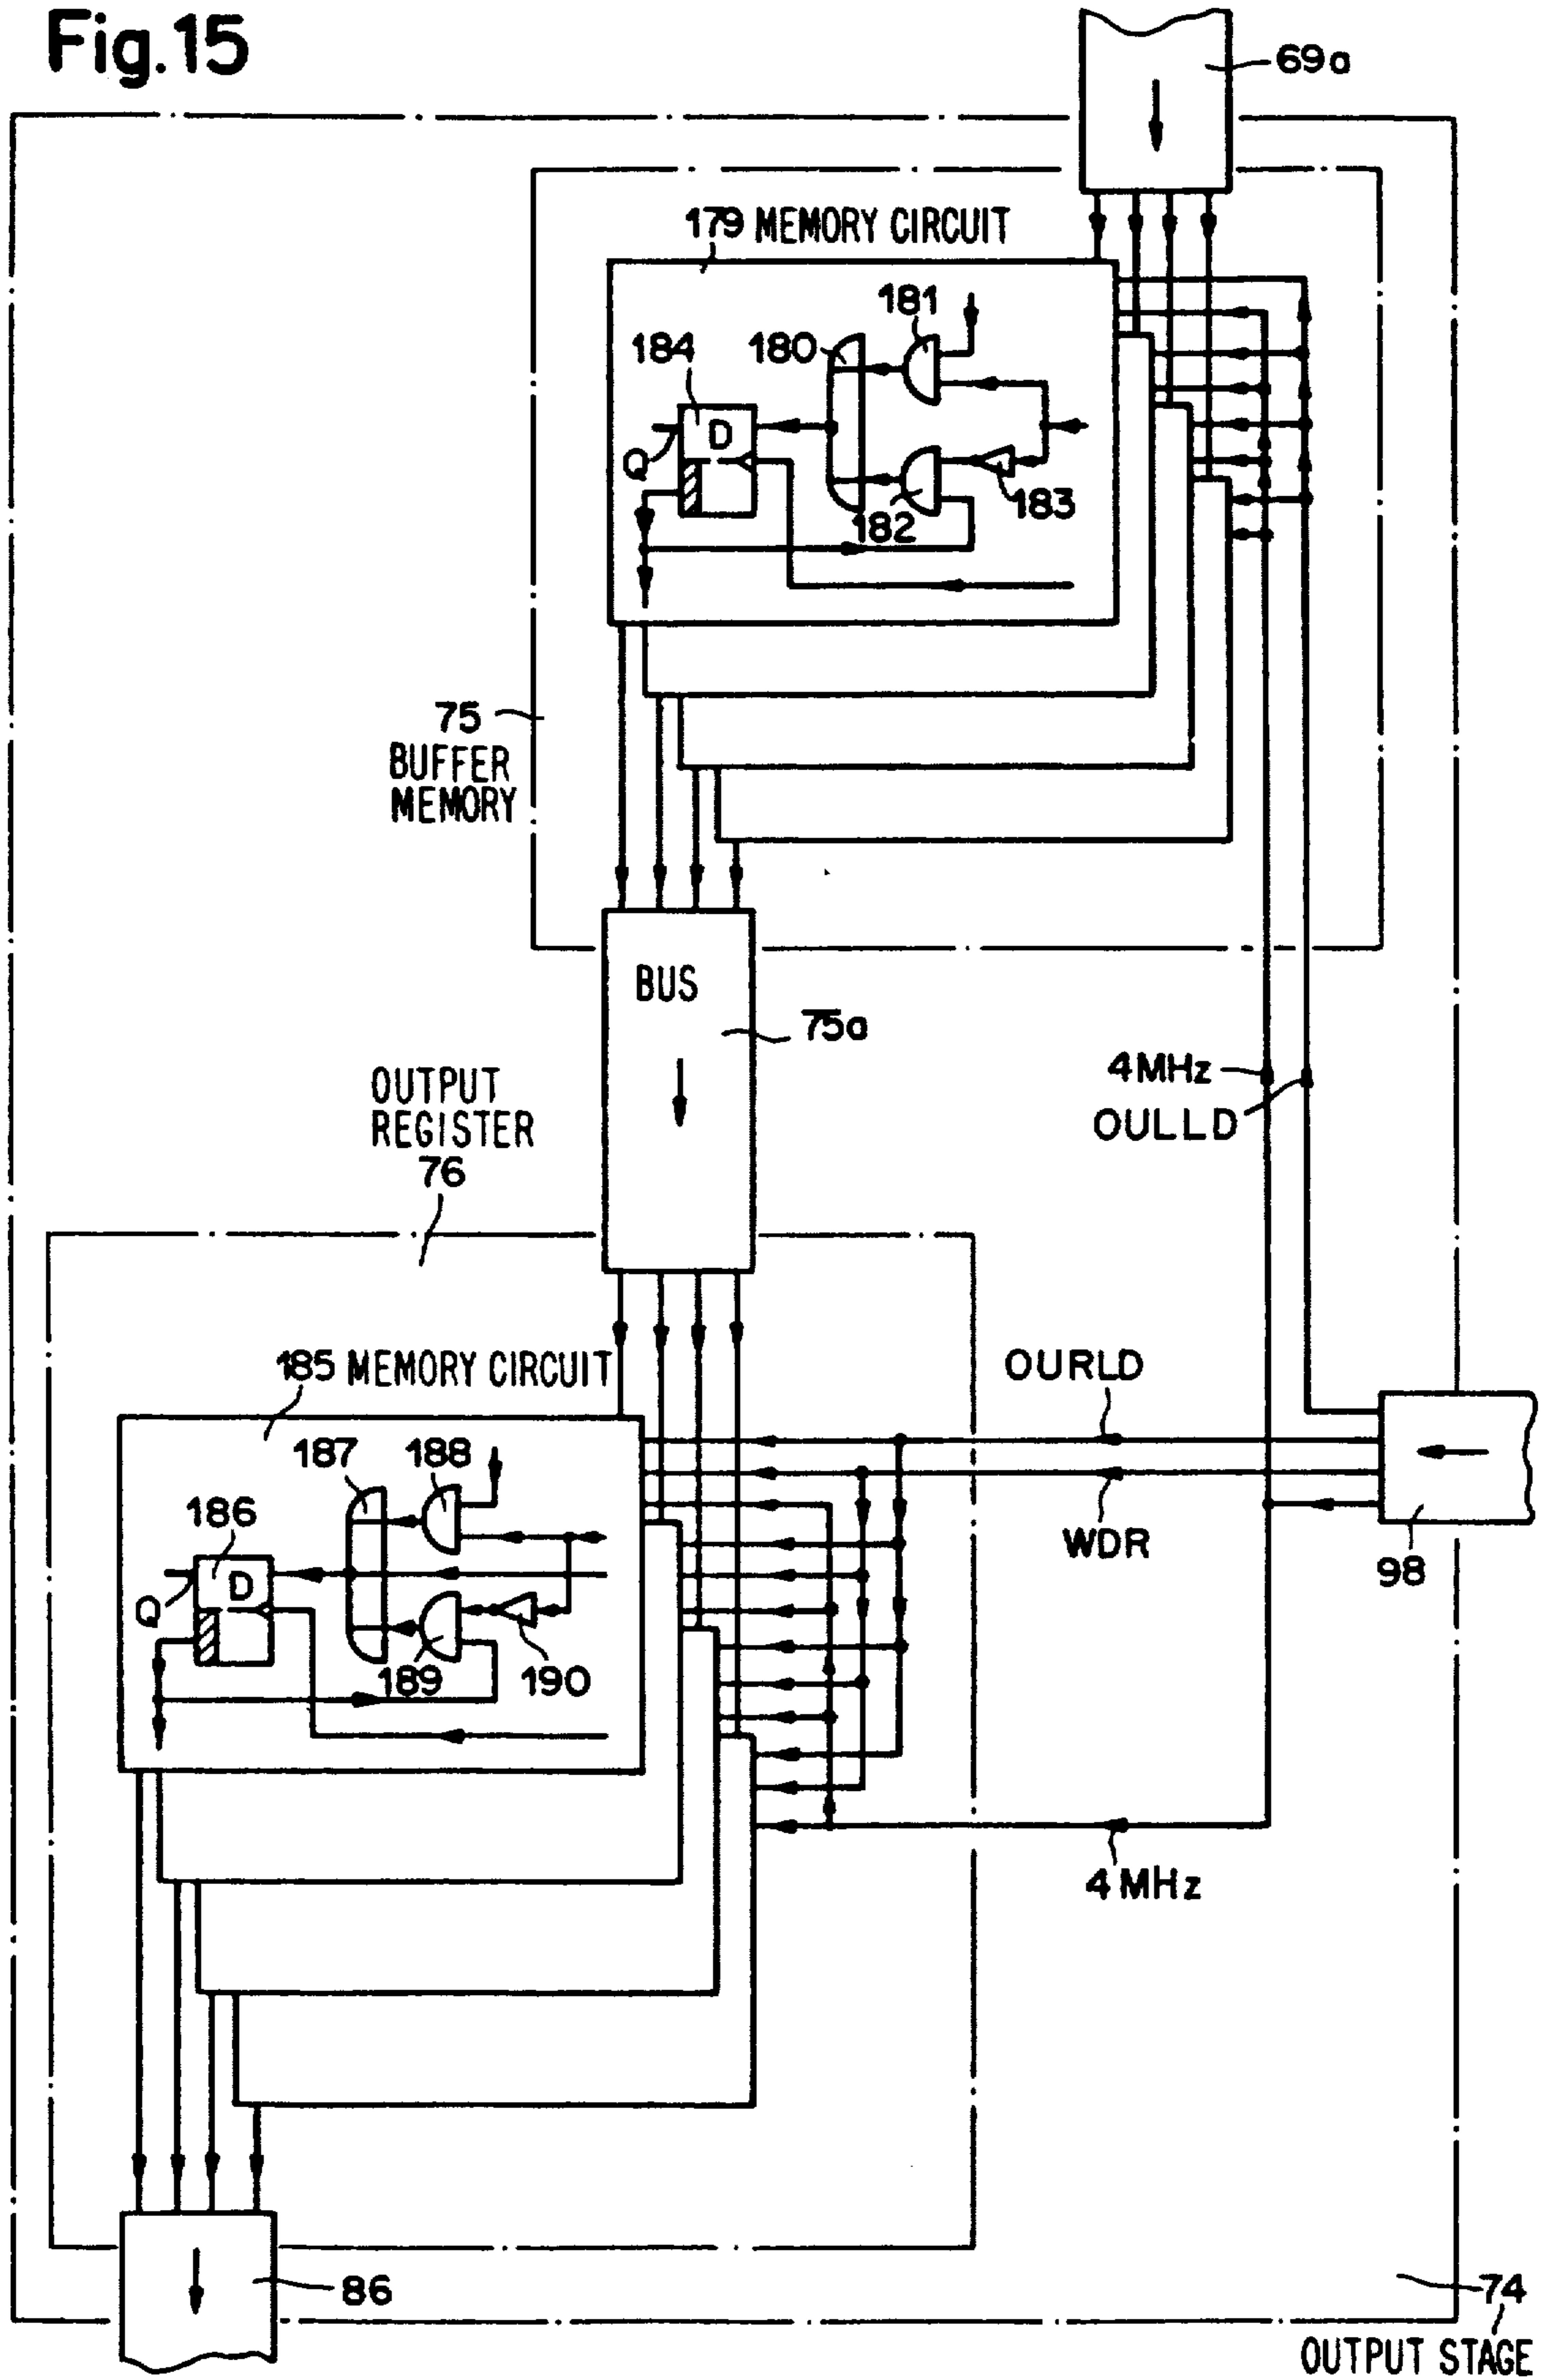 Fig.15
69a
179 MEMORY CIRCUIT
181
184
180
D
Q
183
182
75
BUFFER
MEMORY
BUS
75a
4MHz
OULLD
OUTPUT
REGISTER
76
185 MEMORY CIRCUIT
OURLD
187
188
186
D
Q
WDR
98
189
190
4MHz
86
74
OUTPUT STAGE